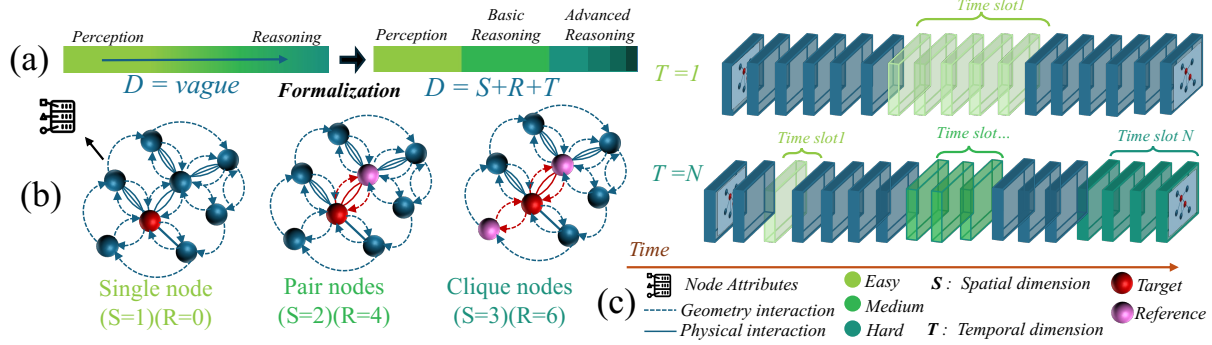 (a)
Perception
Reasoning
D = vague
Formalization
Perception
Basic
Reasoning
Advanced
Reasoning
D = S+R+T
(b)
Single node
(S=1)(R=0)
Pair nodes
(S=2)(R=4)
Clique nodes
(S=3)(R=6)
Time slot1
T =1
Time slot1
Time slot...
Time slot N
T =N
Time
(c)
Node Attributes
Geometry interaction
Physical interaction
Easy
Medium
Hard
S : Spatial dimension
T : Temporal dimension
Target
Reference